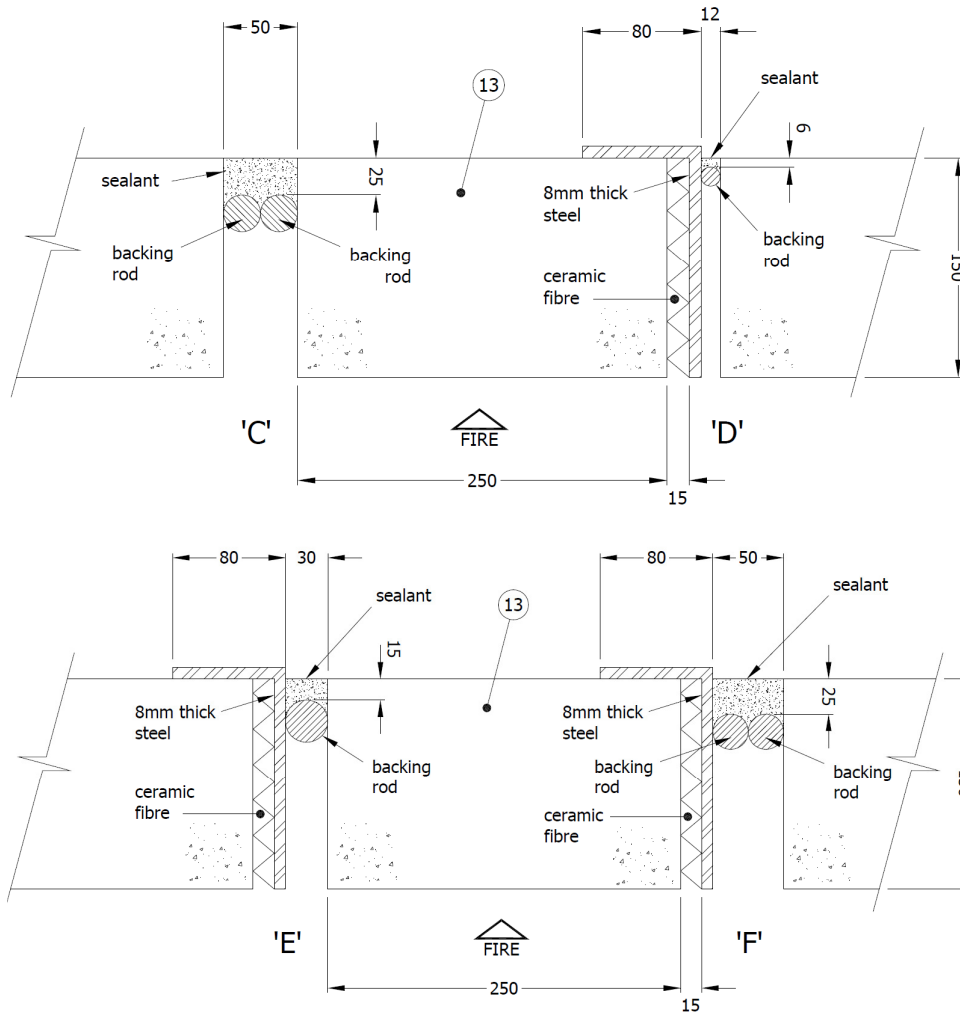 50
80
12
13
sealant
6
sealant
25
8mm thick
steel
backing
rod
backing
rod
backing
rod
ceramic
fibre
150
'C'
FIRE
'D'
250
15
80
30
80
50
sealant
13
sealant
15
25
8mm thick
steel
8mm thick
steel
backing
rod
backing
rod
backing
rod
ceramic
fibre
ceramic
fibre
'E'
FIRE
'F'
250
15